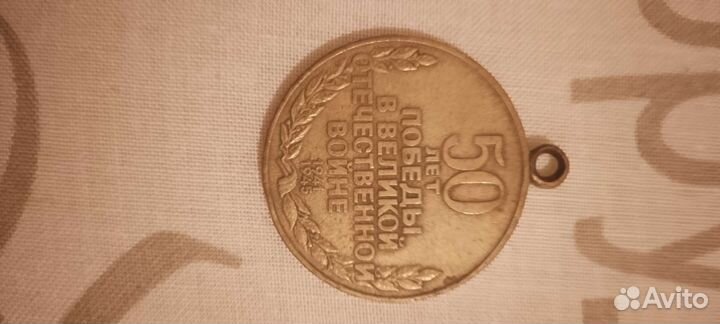 50
ЛЕТ
ПОБЕДЫ
В ВЕЛИКОЙ
ОТЕЧЕСТВЕННОЙ
ВОЙНЕ
1941
1945
Avito